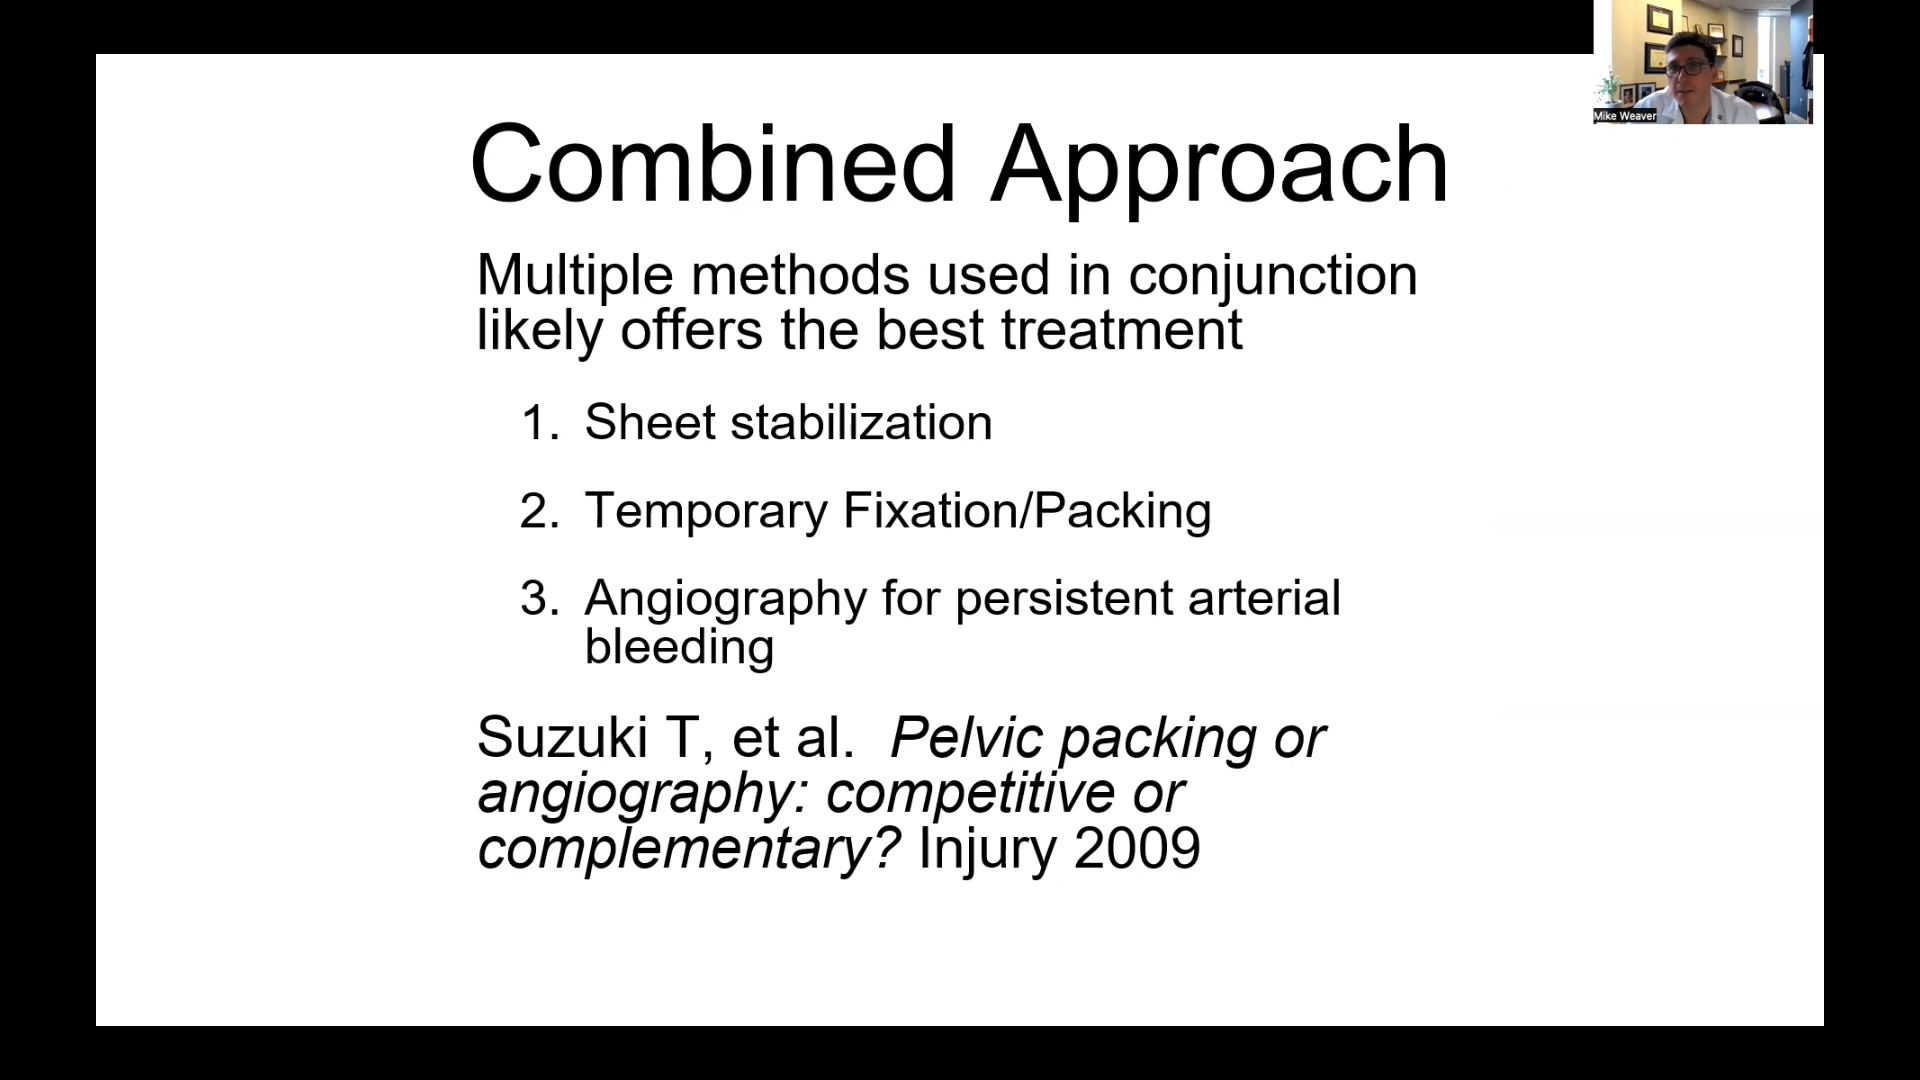 Mike Weaver
Combined Approach
Multiple methods used in conjunction
likely offers the best treatment
1. Sheet stabilization
2. Temporary Fixation/Packing
3. Angiography for persistent arterial
bleeding
Suzuki T, et al. Pelvic packing or
angiography: competitive or
complementary? Injury 2009